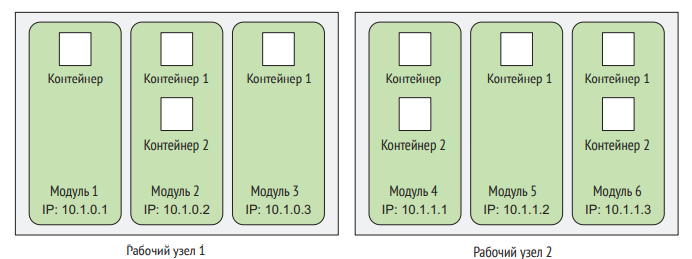 Контейнер
Контейнер 1
Контейнер 2
Контейнер 1
Модуль 1
IP: 10.1.0.1
Модуль 2
IP: 10.1.0.2
Модуль 3
IP: 10.1.0.3
Рабочий узел 1
Контейнер
Контейнер 2
Контейнер 1
Контейнер 1
Контейнер 2
Модуль 4
IP: 10.1.1.1
Модуль 5
IP: 10.1.1.2
Модуль 6
IP: 10.1.1.3
Рабочий узел 2